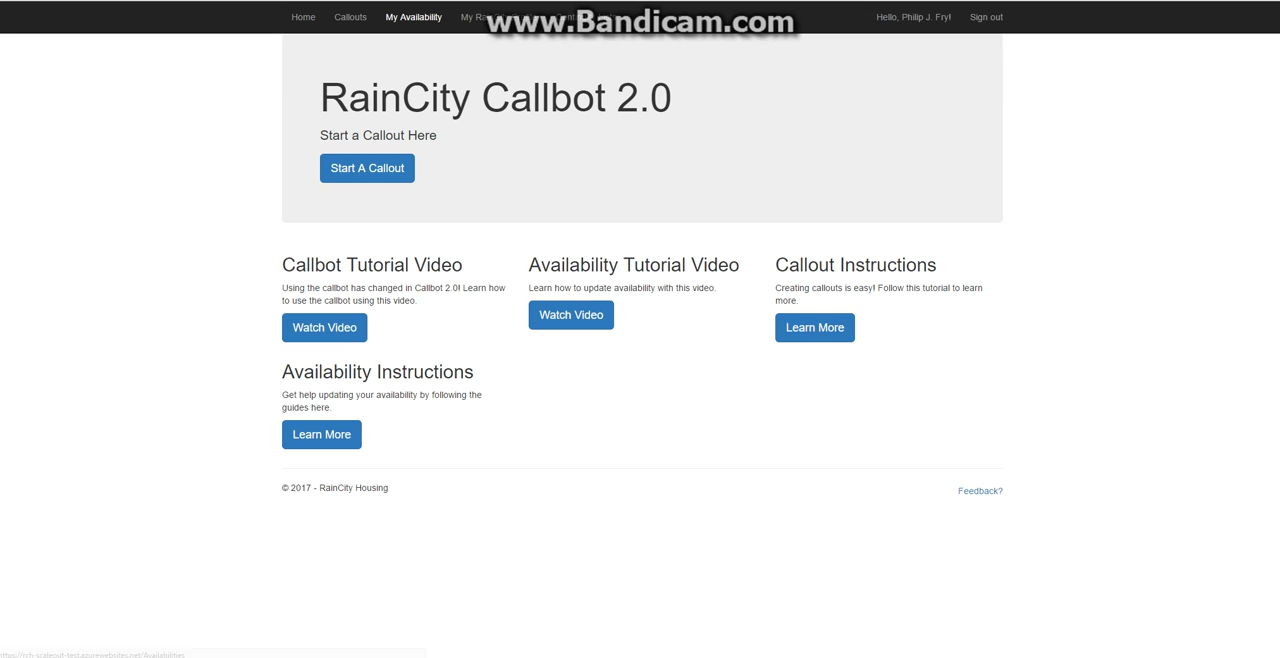 Home Callouts My Availability My Hello, Philip J. Fry! Sign out
www.Bandicam.com
RainCity Callbot 2.0
Start a Callout Here
Start A Callout
Callbot Tutorial Video
Using the callbot has changed in Callbot 2.0! Learn how
to use the callbot using this video.
Watch Video
Availability Tutorial Video
Learn how to update availability with this video.
Watch Video
Callout Instructions
Creating callouts is easy! Follow this tutorial to learn
more.
Learn More
Availability Instructions
Get help updating your availability by following the
guides here.
Learn More
© 2017 - RainCity Housing
Feedback?
https://rch-scaleout-test.azurewebsites.net/Availabilities